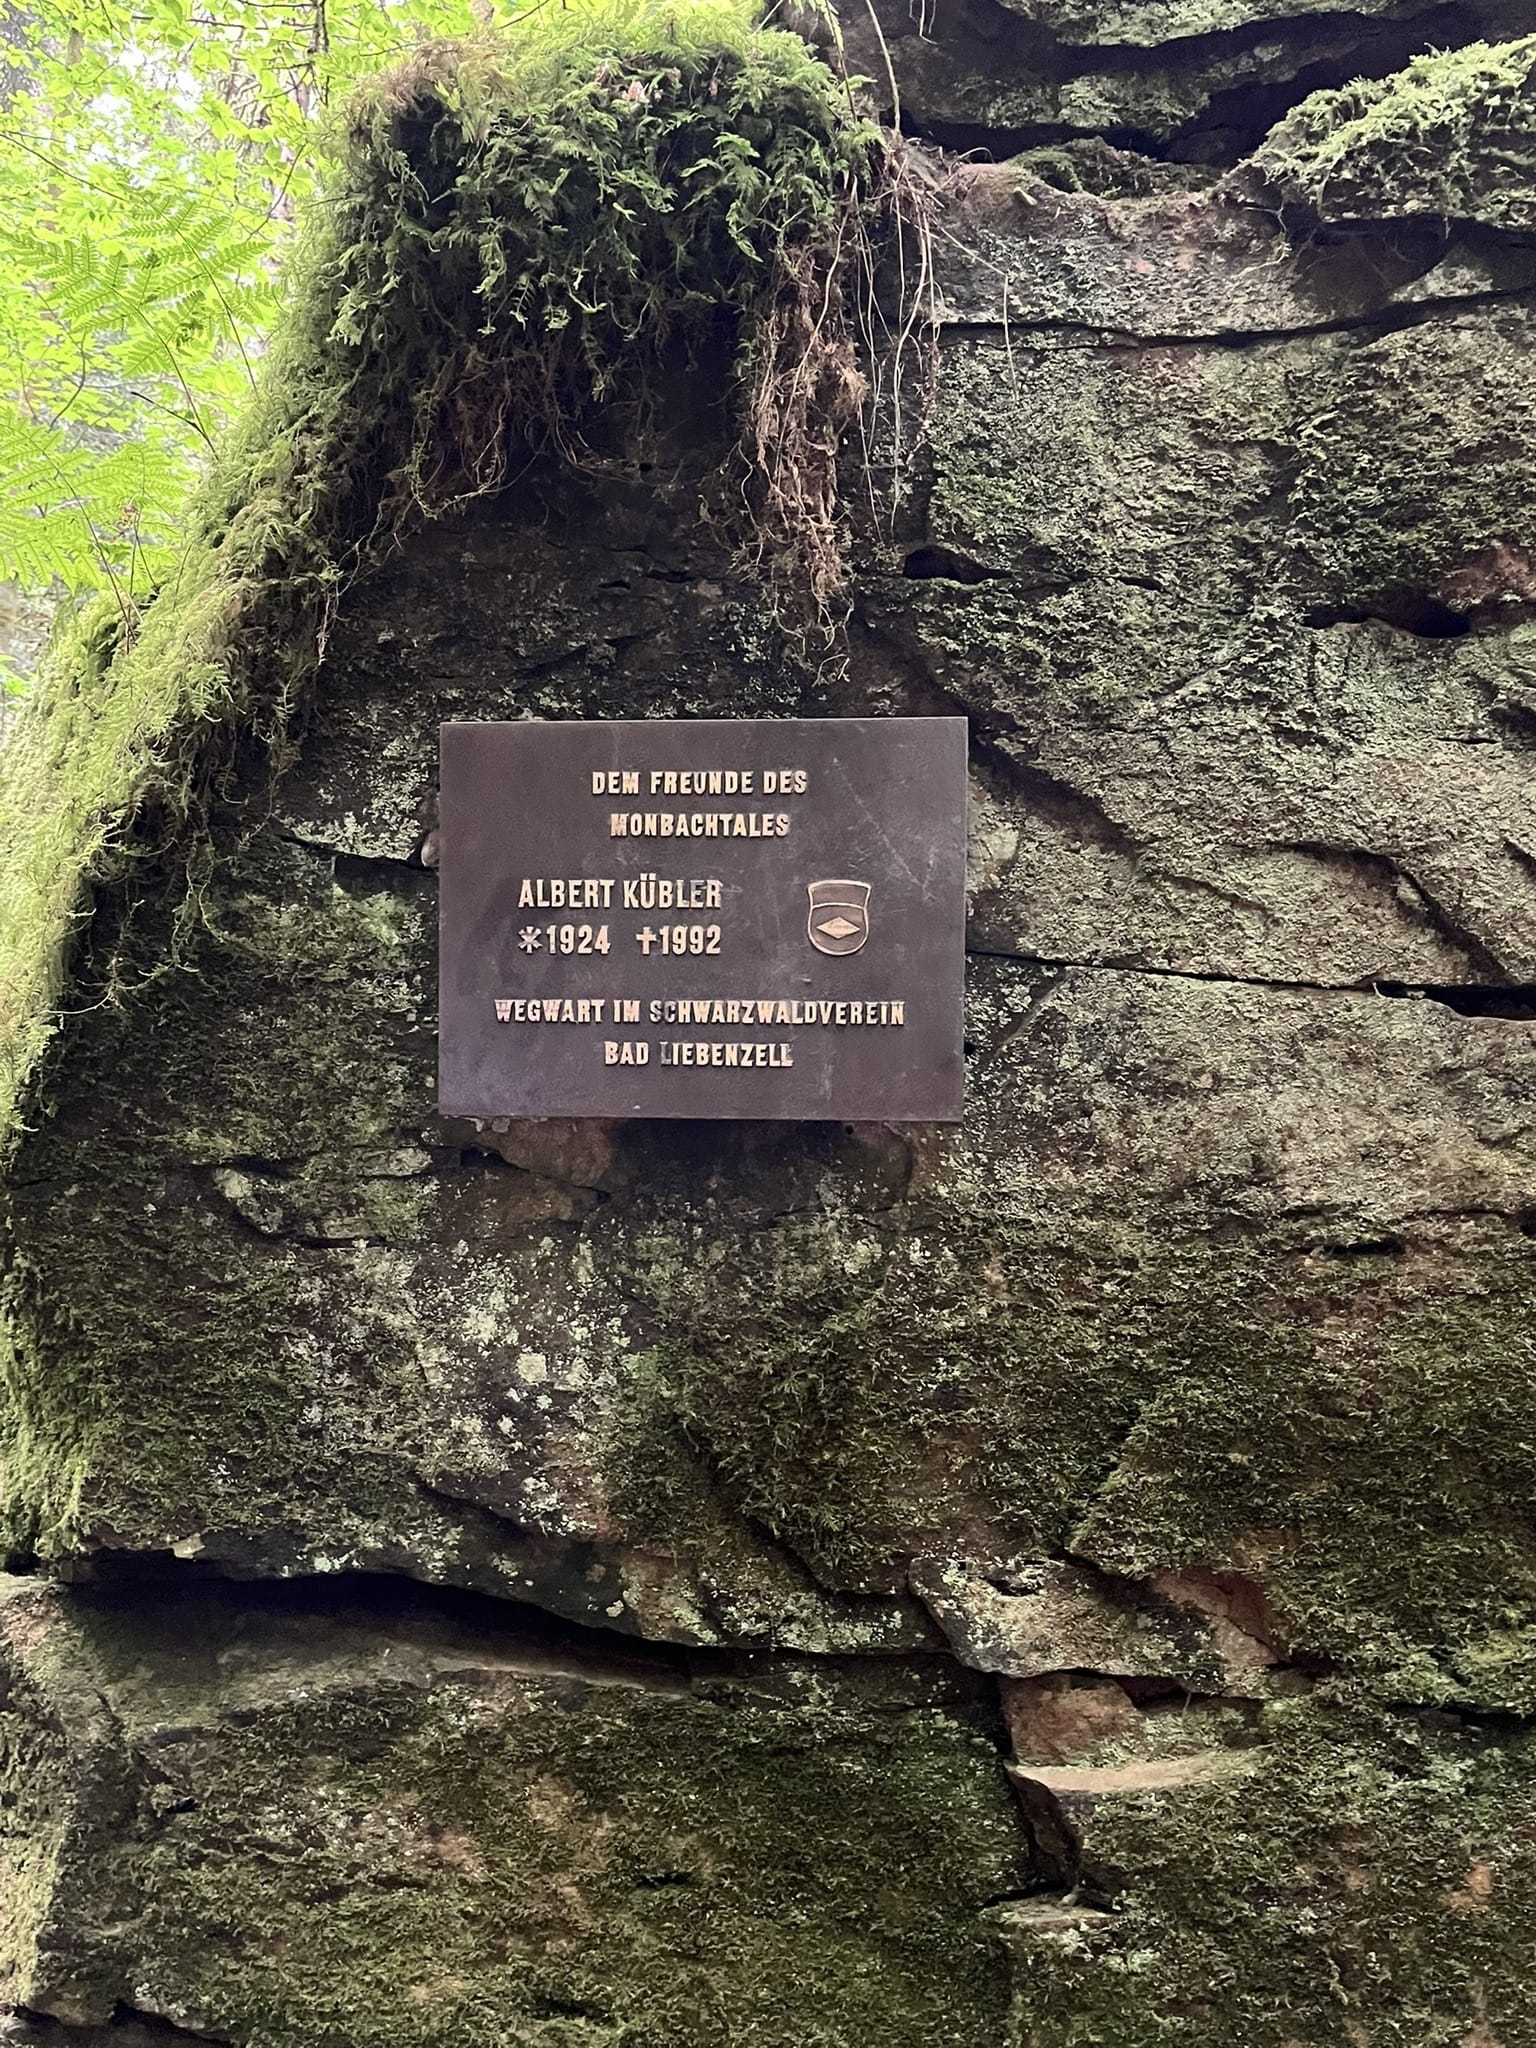 DEM FREUNDE DES
MONBACHTALES
ALBERT KÜBLER
*1924 †1992
WEGWART IM SCHWARZWALDVEREIN
BAD LIEBENZELL